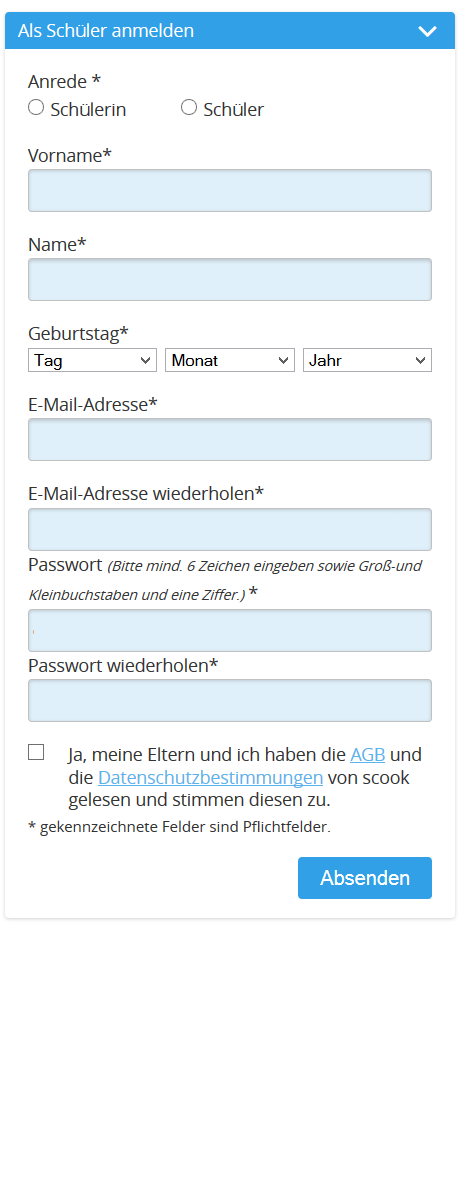 Als Schüler anmelden
Anrede *
Schülerin Schüler
Vorname*
Name*
Geburtstag*
Tag Monat Jahr
E-Mail-Adresse*
E-Mail-Adresse wiederholen*
Passwort (Bitte mind. 6 Zeichen eingeben sowie Groß-und
Kleinbuchstaben und eine Ziffer.) *
Passwort wiederholen*
Ja, meine Eltern und ich haben die AGB und
die Datenschutzbestimmungen von scook
gelesen und stimmen diesen zu.
* gekennzeichnete Felder sind Pflichtfelder.
Absenden